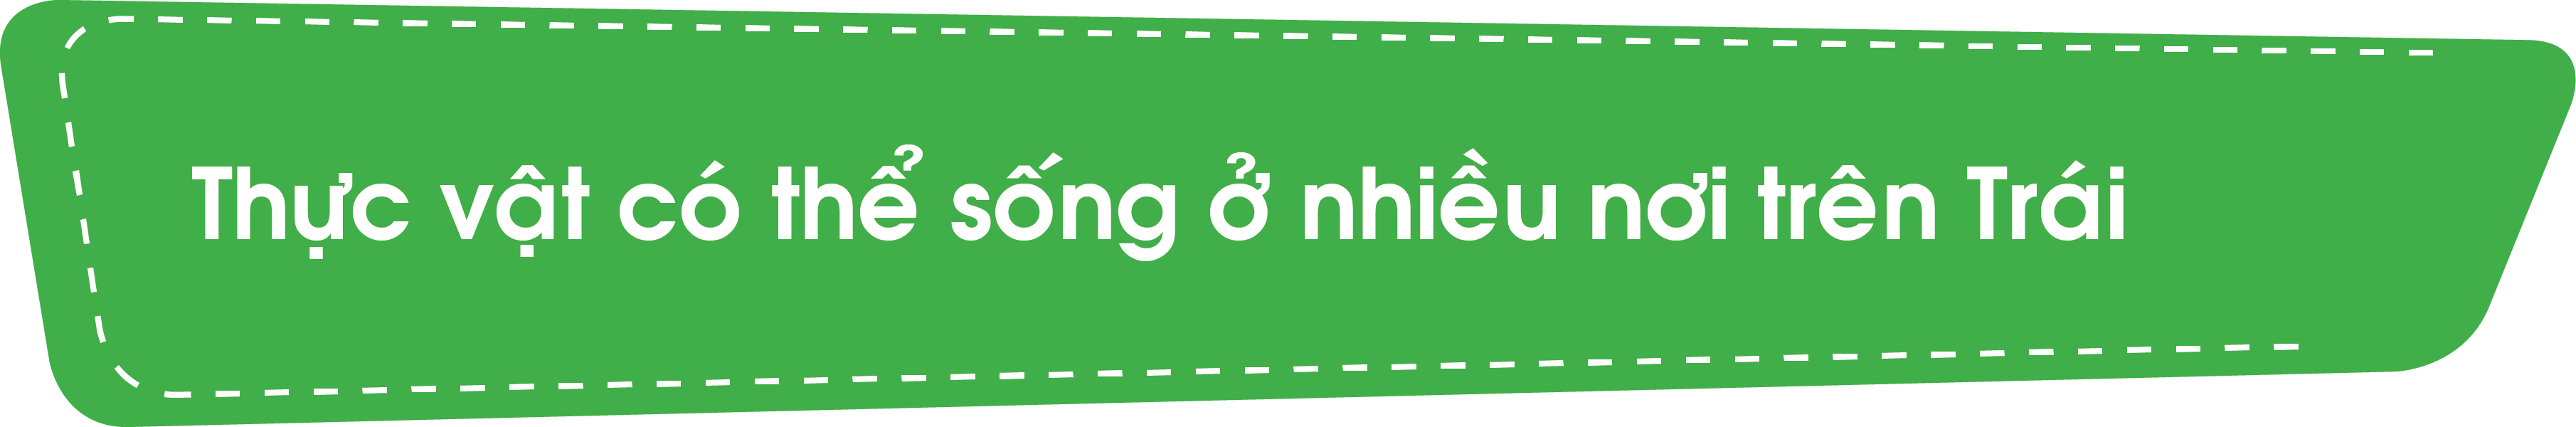 Thực vật có thể sống ở nhiều nơi trên Trái